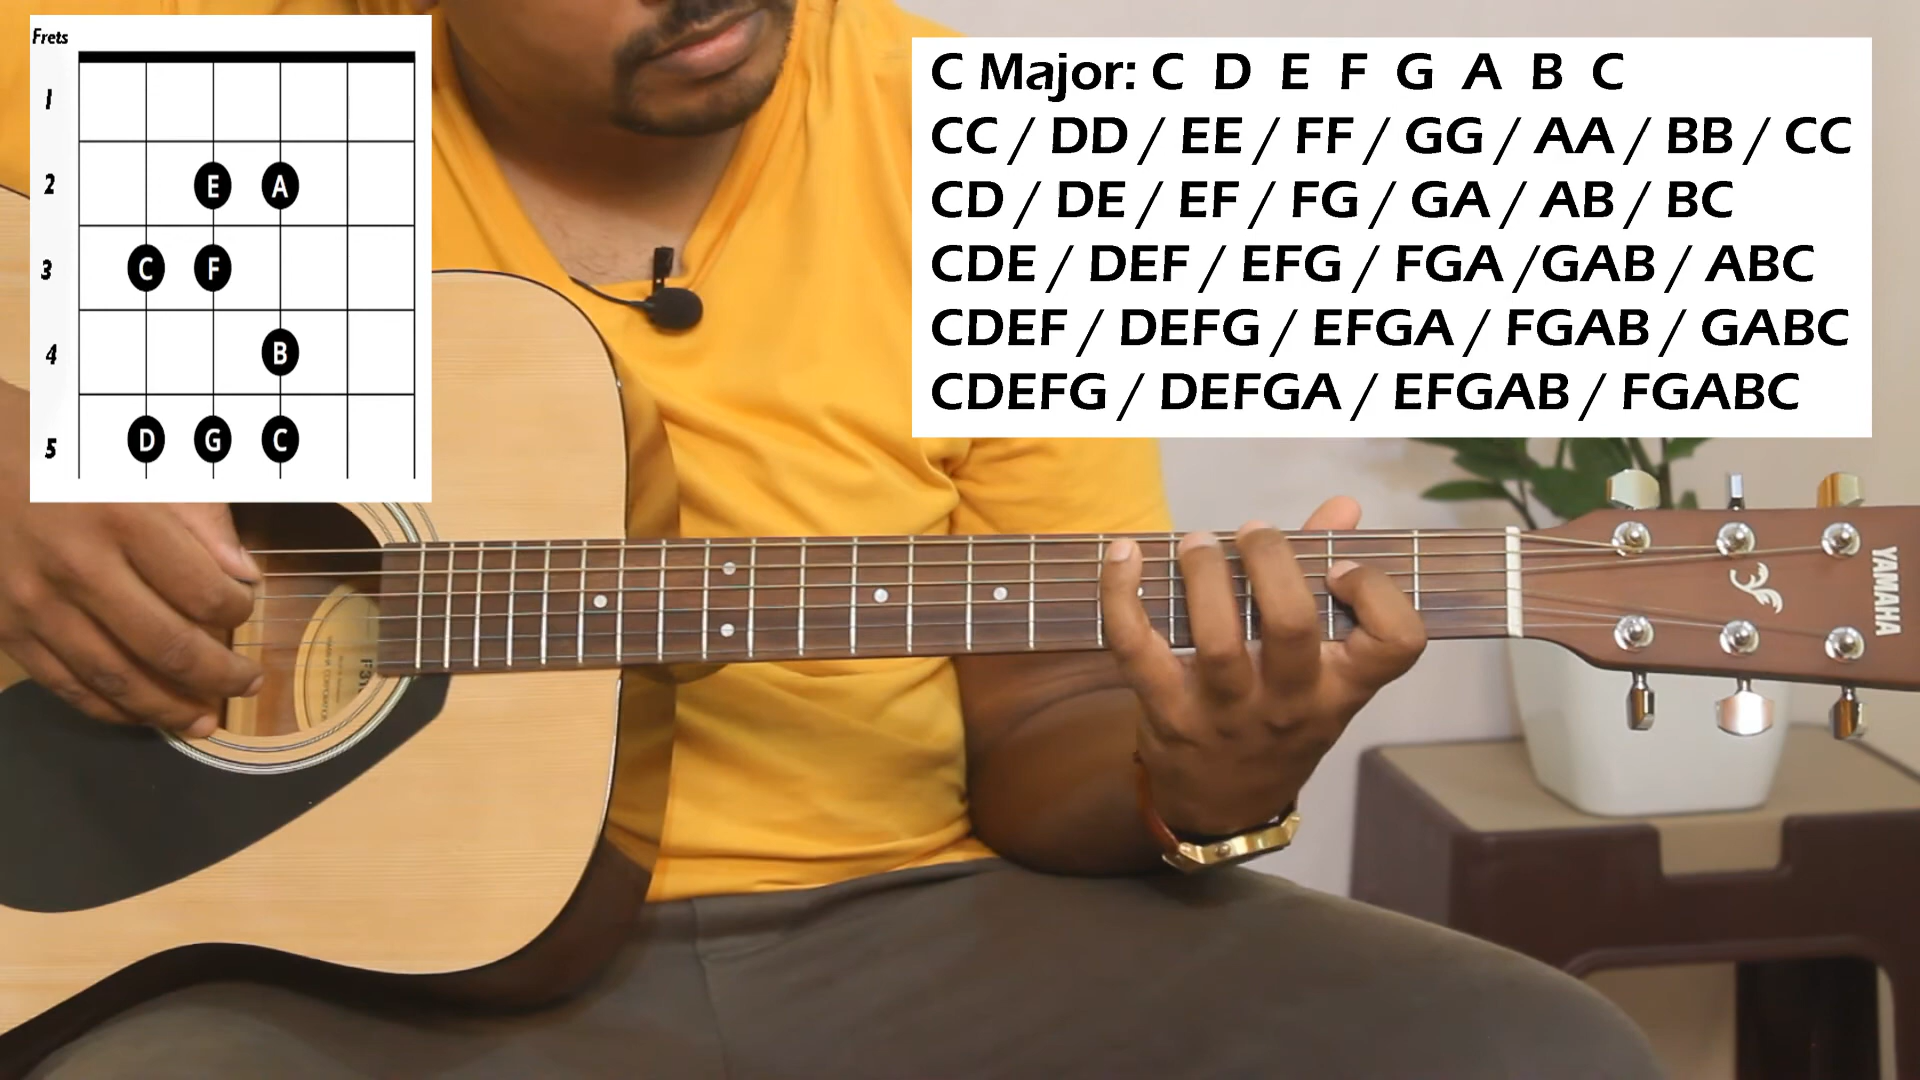 Frets
1
2
3
4
5
E A
C F
B
D G C
C Major: C D E F G A B C
CC / DD / EE / FF / GG / AA / BB / CC
CD / DE / EF / FG / GA / AB / BC
CDE / DEF / EFG / FGA /GAB / ABC
CDEF / DEFG / EFGA / FGAB / GABC
CDEFG / DEFGA / EFGAB / FGABC
YAMAHA